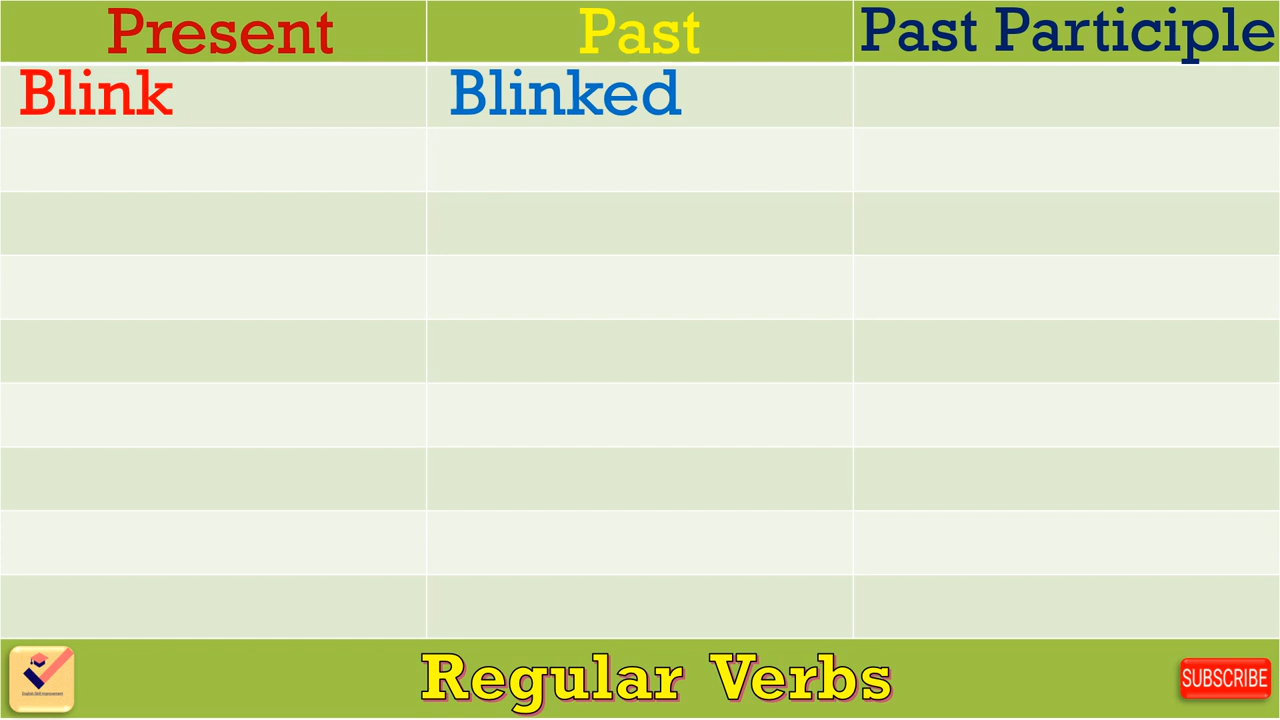 Present Past Past Participle
Blink Blinked
Regular Verbs
SUBSCRIBE